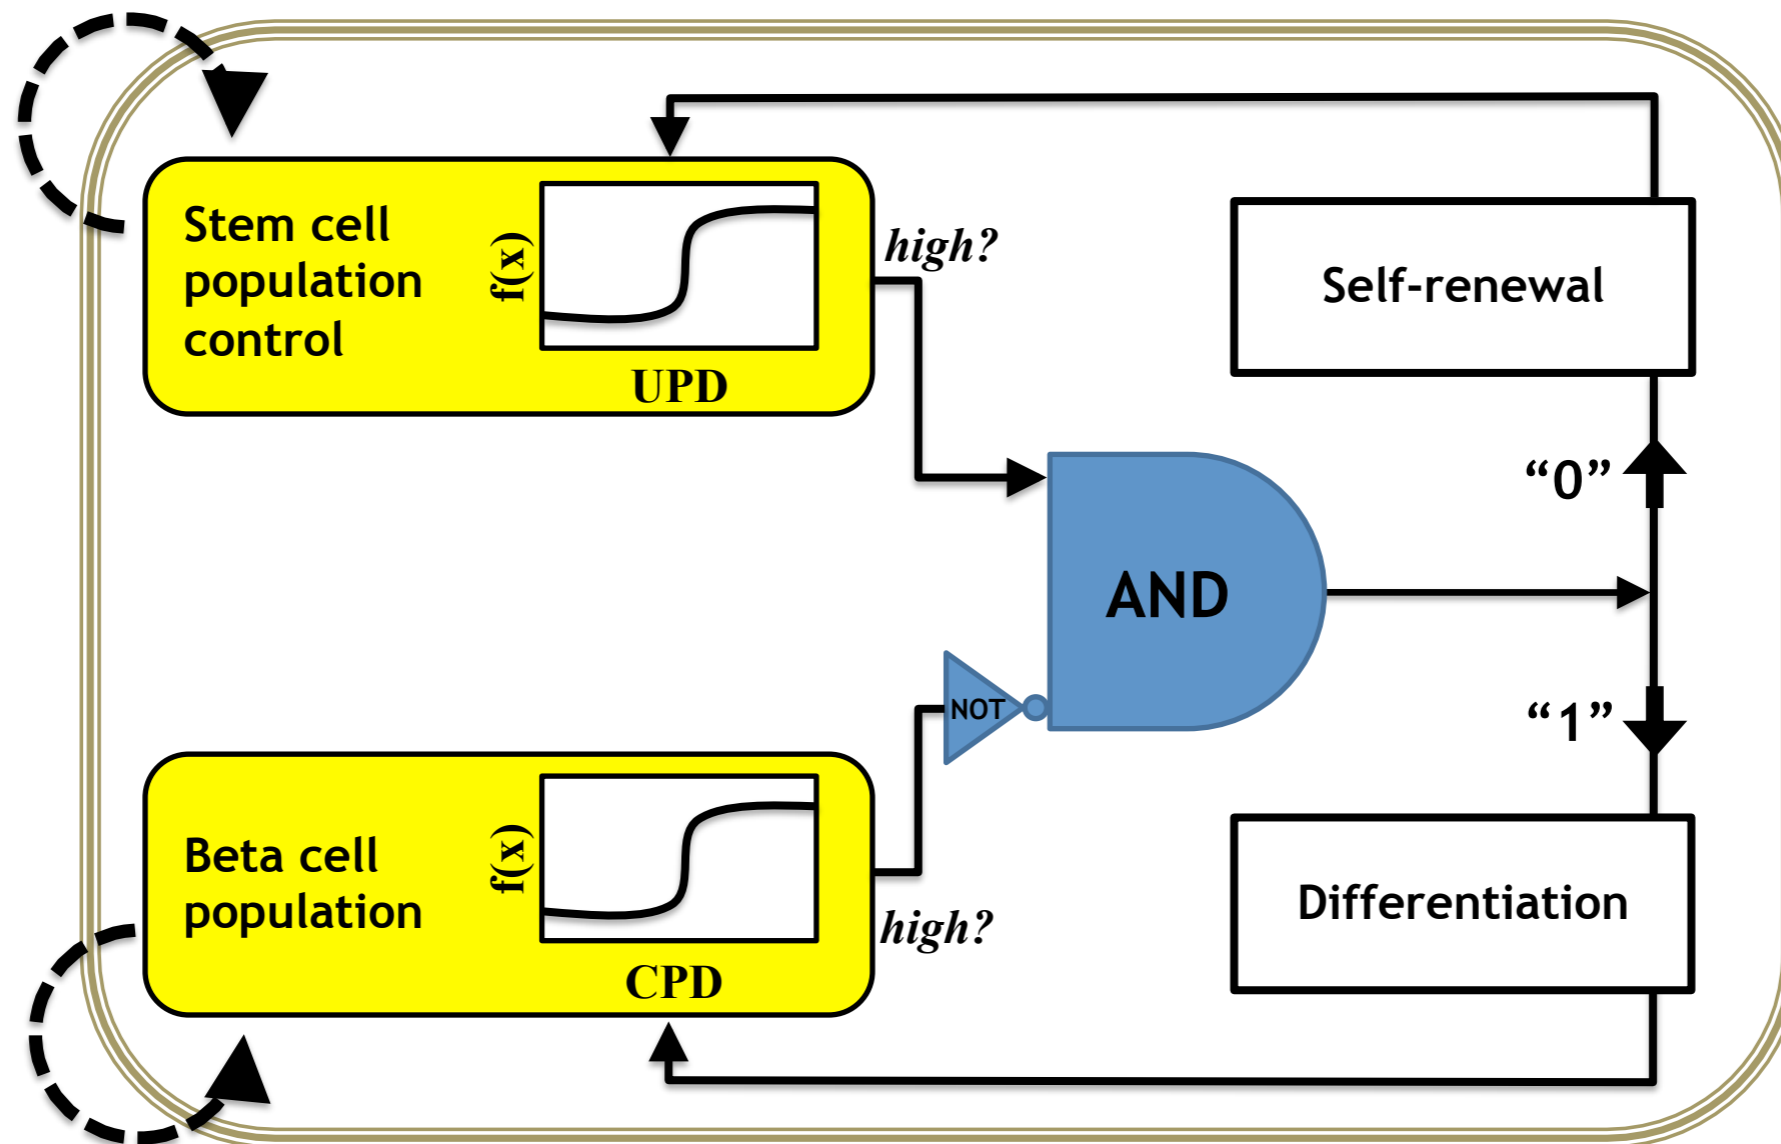 Stem cell
population
control
f(x)
UPD
high?
Self-renewal
“0”
AND
NOT
“1”
Beta cell
population
f(x)
CPD
high?
Differentiation